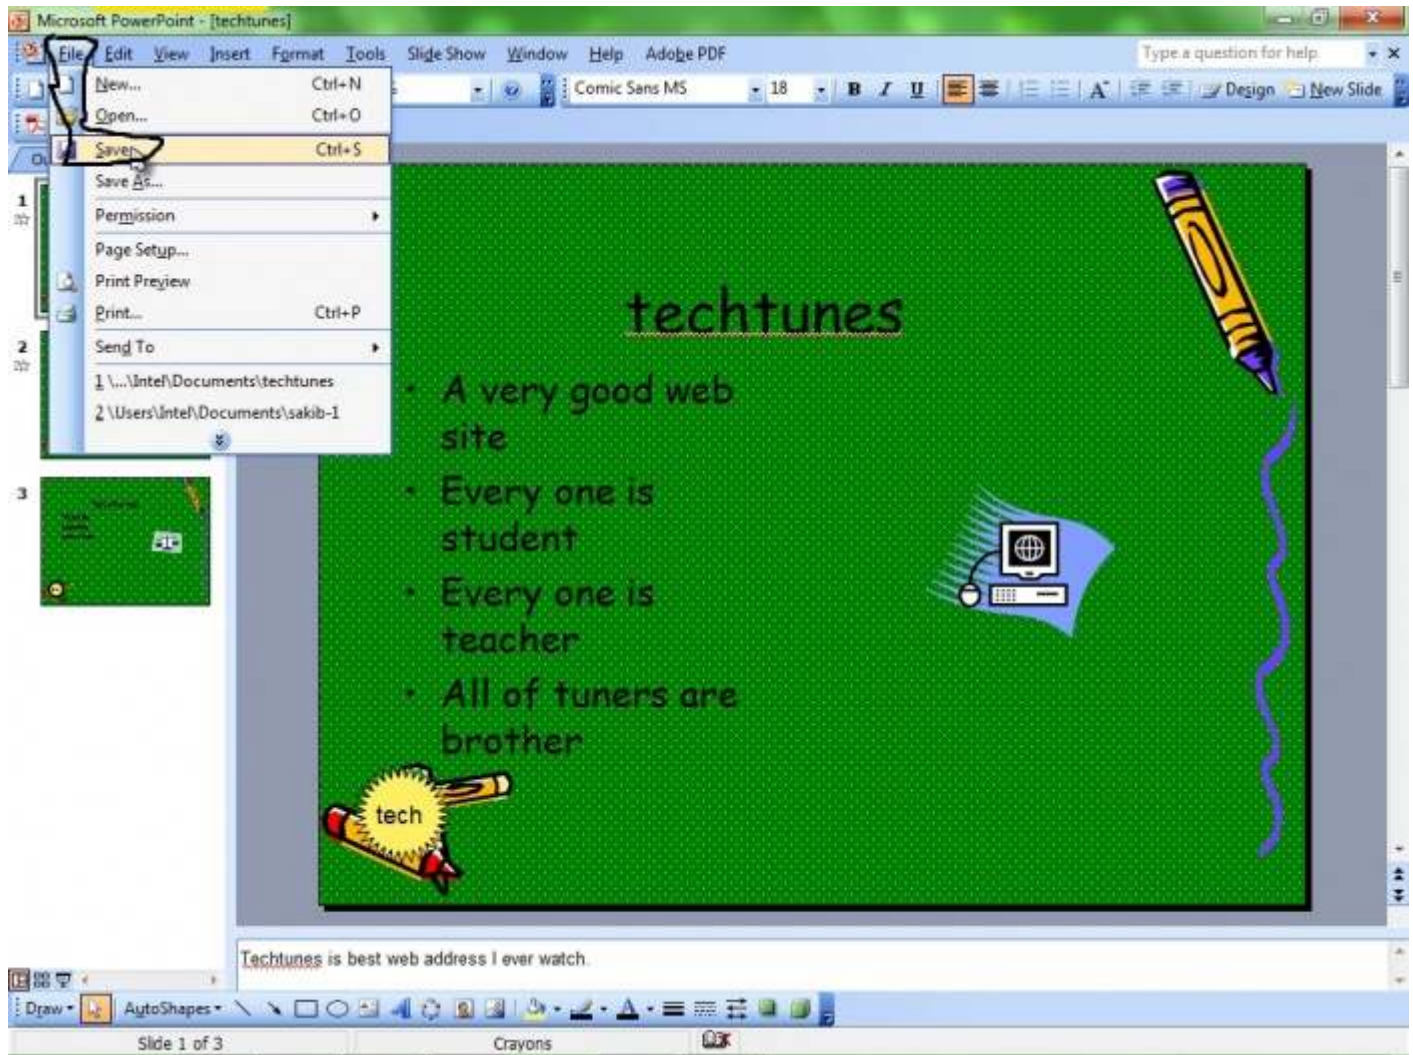 Microsoft PowerPoint - [techtunes]
File Edit View Insert Format Tools Slide Show Window Help Adobe PDF
Type a question for help
Comic Sans MS 18 B I U A Design New Slide
New... Ctrl+N
Open... Ctrl+O
Save Ctrl+S
Save As...
Permission
Page Setup...
Print Preview
Print... Ctrl+P
Send To
1 \...\Intel\Documents\techtunes
2 \Users\Intel\Documents\sakib-1
1
2
3
techtunes
• A very good web
site
• Every one is
student
• Every one is
teacher
• All of tuners are
brother
tech
Techtunes is best web address I ever watch.
Draw AutoShapes A
Slide 1 of 3 Crayons